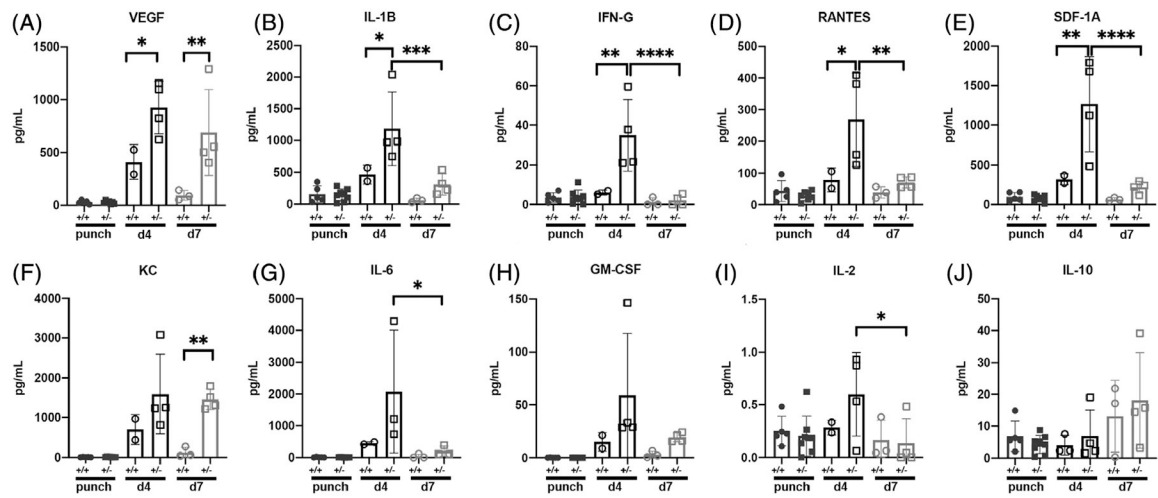 (A) VEGF
* **
pg/mL
1500
1000
500
0
+/+ +/- +/+ +/- +/+ +/-
punch d4 d7
(B) IL-1B
* ***
pg/mL
2500
2000
1500
1000
500
0
+/+ +/- +/+ +/- +/+ +/-
punch d4 d7
(C) IFN-G
** ****
pg/mL
80
60
40
20
0
+/+ +/- +/+ +/- +/+ +/-
punch d4 d7
(D) RANTES
* **
pg/mL
500
400
300
200
100
0
+/+ +/- +/+ +/- +/+ +/-
punch d4 d7
(E) SDF-1A
** ****
pg/mL
2000
1500
1000
500
0
+/+ +/- +/+ +/- +/+ +/-
punch d4 d7
(F) KC
**
pg/mL
4000
3000
2000
1000
0
+/+ +/- +/+ +/- +/+ +/-
punch d4 d7
(G) IL-6
*
pg/mL
5000
4000
3000
2000
1000
0
+/+ +/- +/+ +/- +/+ +/-
punch d4 d7
(H) GM-CSF
pg/mL
150
100
50
0
+/+ +/- +/+ +/- +/+ +/-
punch d4 d7
(I) IL-2
*
pg/mL
1.5
1.0
0.5
0.0
+/+ +/- +/+ +/- +/+ +/-
punch d4 d7
(J) IL-10
pg/mL
50
40
30
20
10
0
+/+ +/- +/+ +/- +/+ +/-
punch d4 d7